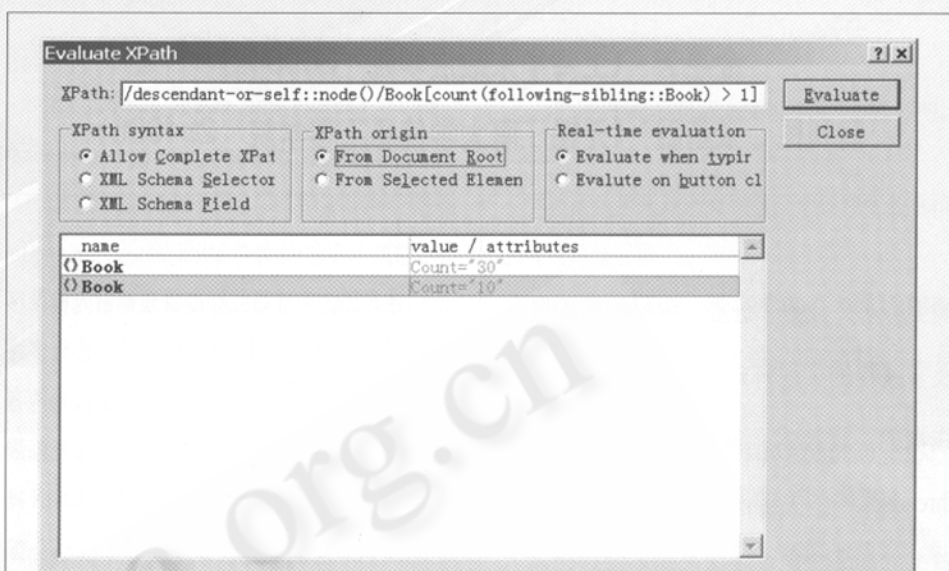 Evaluate XPath
XPath: /descendant-or-self::node()/Book[count(following-sibling::Book) > 1]
Evaluate
Close
XPath syntax
Allow Complete XPat
XML Schema Selector
XML Schema Field
XPath origin
From Document Root
From Selected Elemen
Real-time evaluation
Evaluate when typir
Evalute on button cl
name value / attributes
{} Book Count="30"
{} Book Count="10"
org.cn